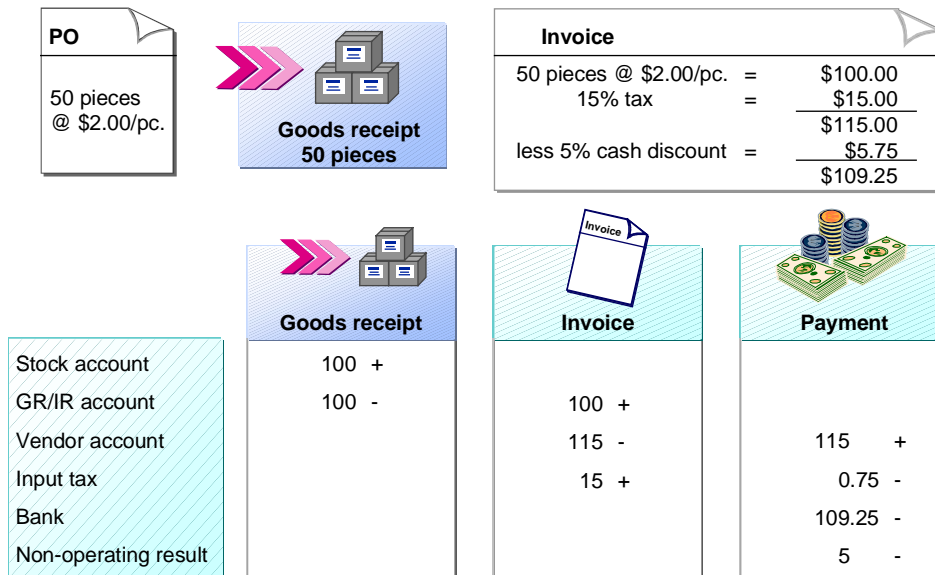 PO
50 pieces
@ $2.00/pc.
Goods receipt
50 pieces
Invoice
50 pieces @ $2.00/pc. = $100.00
15% tax = $15.00
$115.00
less 5% cash discount = $5.75
$109.25
Goods receipt
Invoice
Invoice
Payment
Stock account 100 +
GR/IR account 100 - 100 +
Vendor account 115 - 115 +
Input tax 15 + 0.75 -
Bank 109.25 -
Non-operating result 5 -